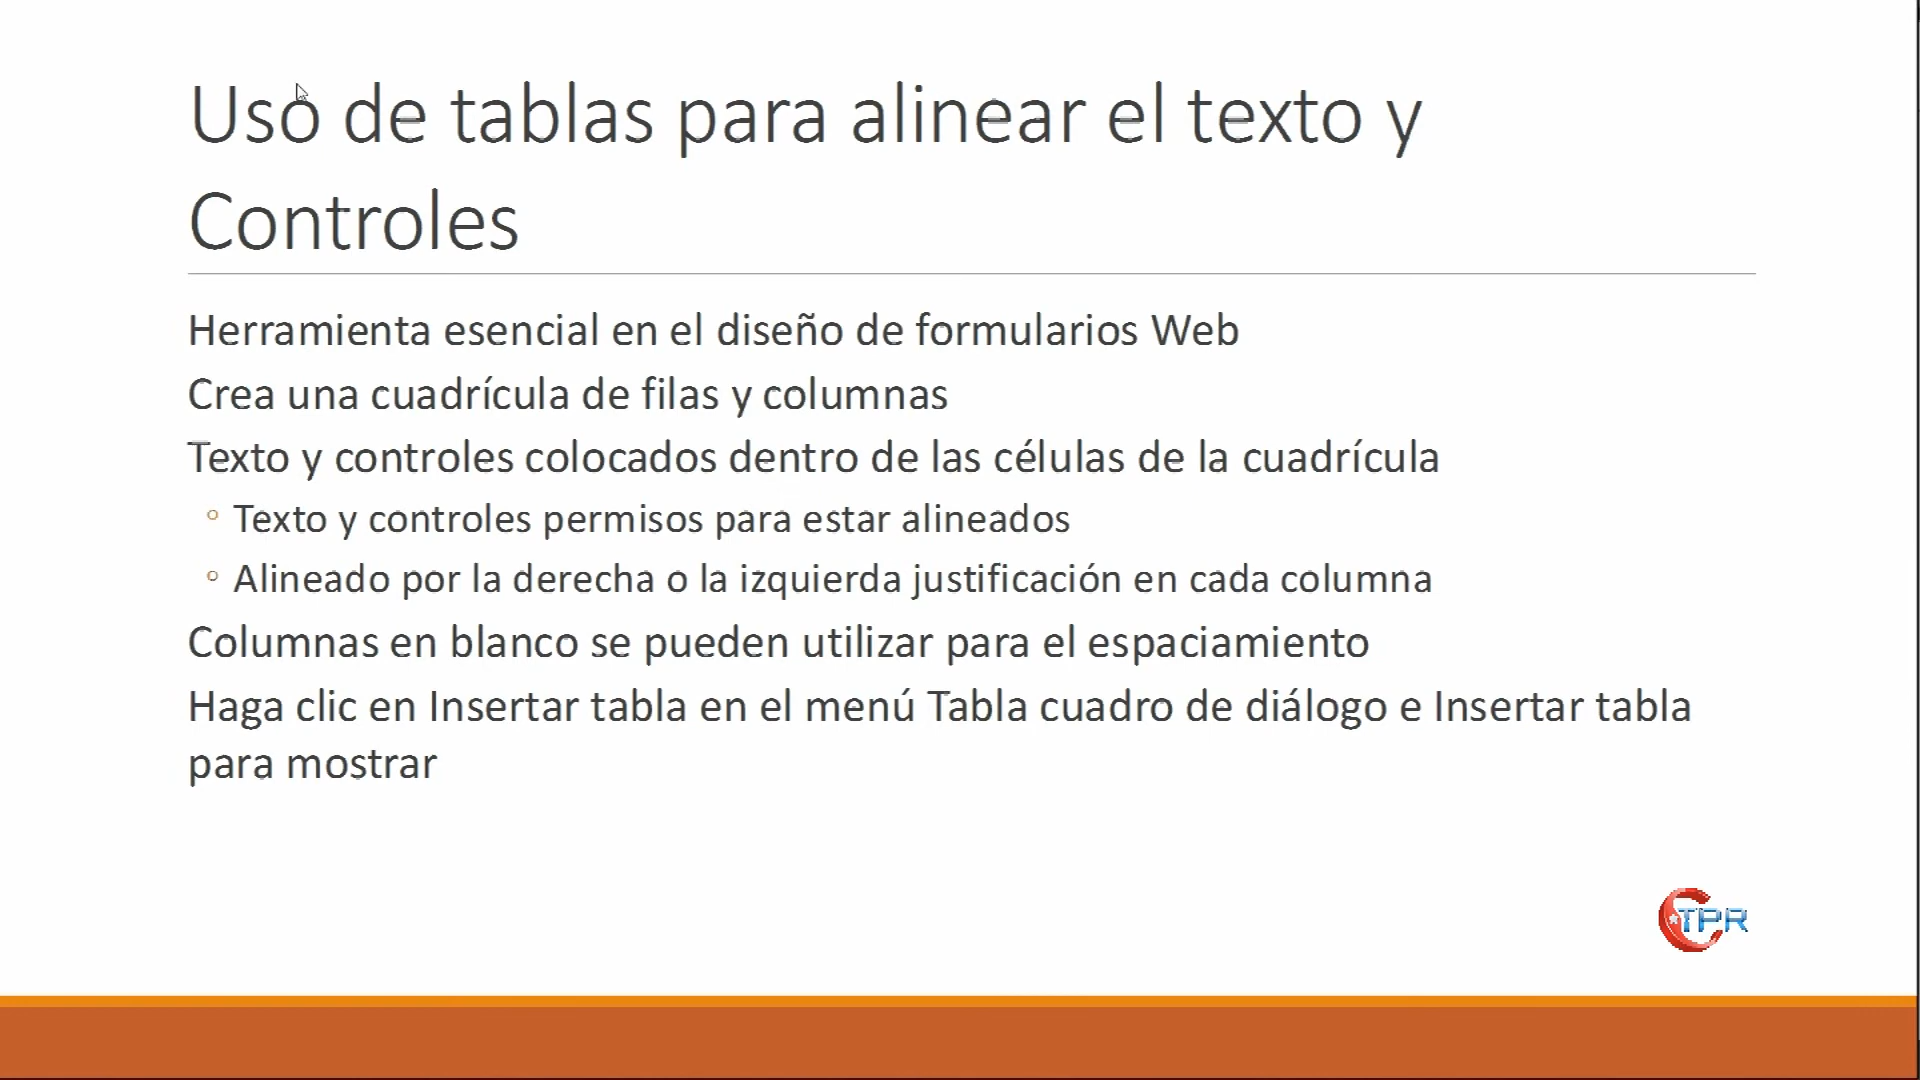 Uso de tablas para alinear el texto y
Controles
Herramienta esencial en el diseño de formularios Web
Crea una cuadrícula de filas y columnas
Texto y controles colocados dentro de las células de la cuadrícula
° Texto y controles permisos para estar alineados
° Alineado por la derecha o la izquierda justificación en cada columna
Columnas en blanco se pueden utilizar para el espaciamiento
Haga clic en Insertar tabla en el menú Tabla cuadro de diálogo e Insertar tabla
para mostrar
CTPR